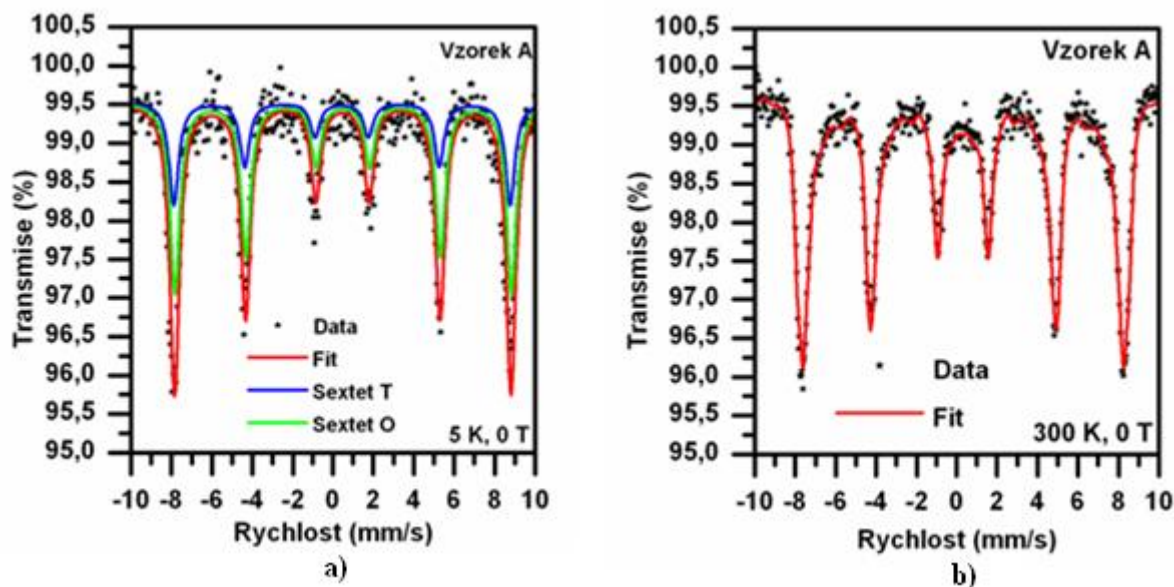 100,5
100,0
99,5
99,0
98,5
98,0
97,5
97,0
96,5
96,0
95,5
95,0
Transmise (%)
Vzorek A
Data
Fit
Sextet T
Sextet O
5 K, 0 T
-10 -8 -6 -4 -2 0 2 4 6 8 10
Rychlost (mm/s)
a)
100,5
100,0
99,5
99,0
98,5
98,0
97,5
97,0
96,5
96,0
95,5
95,0
Transmise (%)
Vzorek A
Data
Fit
300 K, 0 T
-10 -8 -6 -4 -2 0 2 4 6 8 10
Rychlost (mm/s)
b)